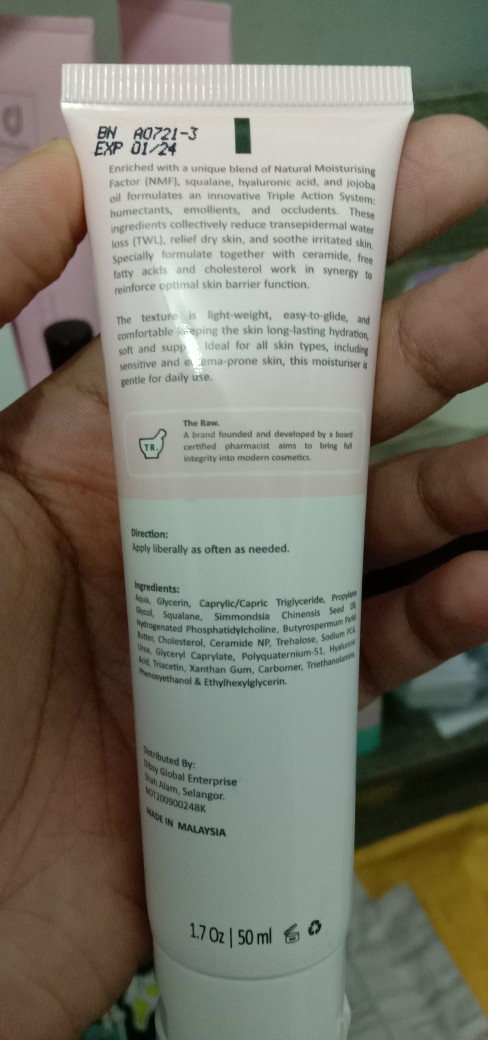 BN A0721-3
EXP 01/24
Enriched with a unique blend of Natural Moisturising
Factor (NMF), squalane, hyaluronic acid, and jojoba
oil formulates an innovative Triple Action System:
humectants, emollients, and occludents. These
ingredients collectively reduce transepidermal water
loss (TWL), relief dry skin, and soothe irritated skin.
Specially formulate together with ceramide, free
fatty acids and cholesterol work in synergy to
reinforce optimal skin barrier function.
The texture is light-weight, easy-to-glide, and
comfortable keeping the skin long-lasting hydration,
soft and Ideal for all skin types, including
sensitive and eczema-prone skin, this moisturiser is
gentle for daily use.
The Raw.
A brand founded and developed by a board
certified pharmacist aims to bring full
integrity into modern cosmetics.
TR.
Direction:
Apply liberally as often as needed.
Ingredients:
Aqua, Glycerin, Caprylic/Capric Triglyceride, Propylene
Glycol, Squalane, Simmondsia Chinensis Seed Oil,
Hydrogenated Phosphatidylcholine, Butyrospermum Parkii
Butter, Cholesterol, Ceramide NP, Trehalose, Sodium PCA,
Urea, Glyceryl Caprylate, Polyquaternium-51, Hyaluronic
Acid, Triacetin, Xanthan Gum, Carbomer, Triethanolamine,
Phenoxyethanol & Ethylhexylglycerin.
Distributed By:
Global Enterprise
Shah Alam, Selangor.
MADE IN MALAYSIA
1.7 Oz | 50 ml